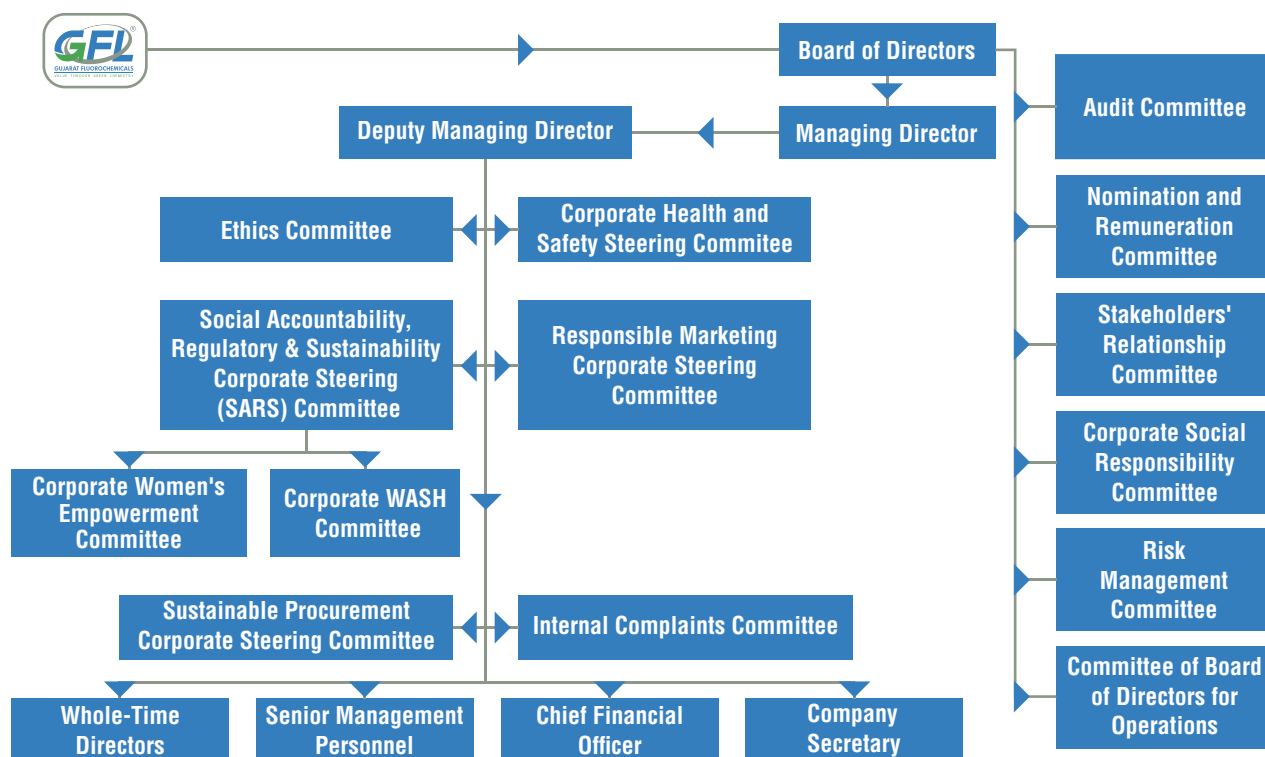 GFL®
GUJARAT FLUOROCHEMICALS
VALUE THROUGH GREEN CHEMISTRY
Board of Directors
Managing Director
Deputy Managing Director
Ethics Committee
Corporate Health and
Safety Steering Commitee
Social Accountability,
Regulatory & Sustainability
Corporate Steering
(SARS) Committee
Responsible Marketing
Corporate Steering
Committee
Corporate Women's
Empowerment
Committee
Corporate WASH
Committee
Sustainable Procurement
Corporate Steering Committee
Internal Complaints Committee
Whole-Time
Directors
Senior Management
Personnel
Chief Financial
Officer
Company
Secretary
Audit Committee
Nomination and
Remuneration
Committee
Stakeholders'
Relationship
Committee
Corporate Social
Responsibility
Committee
Risk
Management
Committee
Committee of Board
of Directors for
Operations